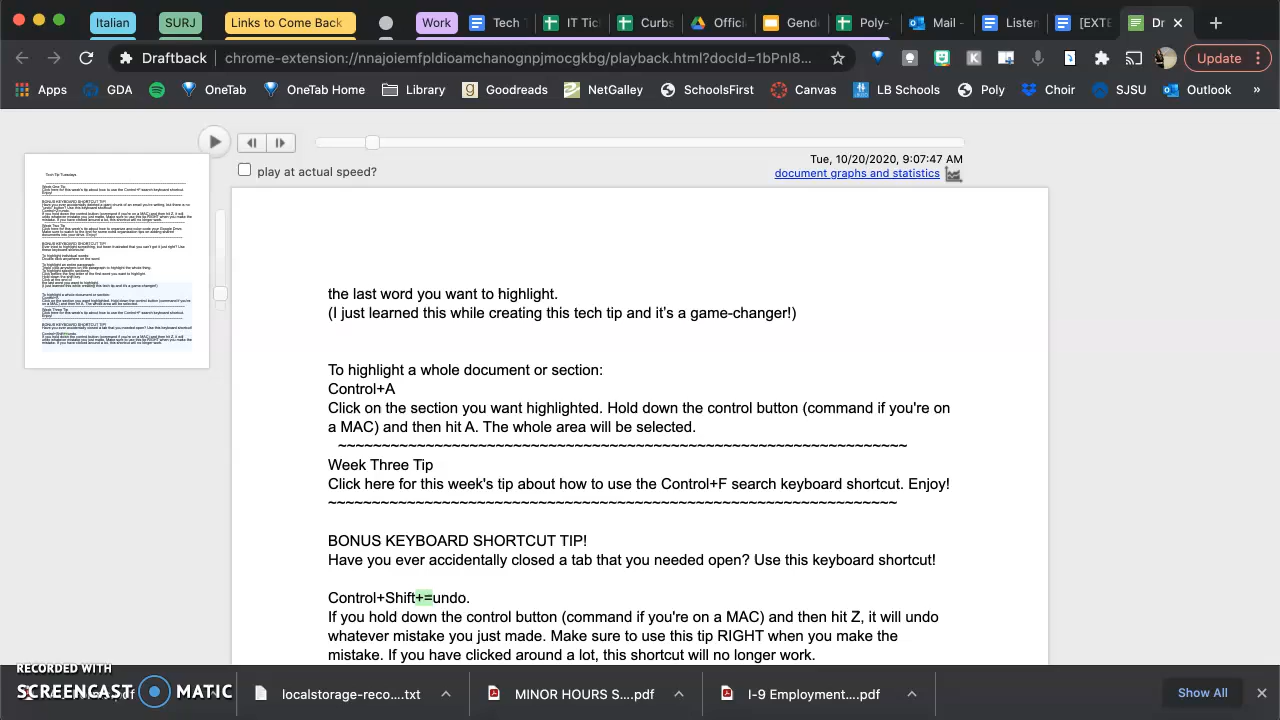 Italian SURJ Links to Come Back Work Tech IT Tic Curbs Offici Gend Poly- Mail - Listen [EXTE Dr
Draftback chrome-extension://nnajoiemfpldioamchanognpjmocgkbg/playback.html?docId=1bPnI8... Update
Apps GDA OneTab OneTab Home Library Goodreads NetGalley SchoolsFirst Canvas LB Schools Poly Choir SJSU Outlook »
play at actual speed?
Tue, 10/20/2020, 9:07:47 AM
document graphs and statistics
Tech Tip Tuesdays
the last word you want to highlight.
(I just learned this while creating this tech tip and it's a game-changer!)
To highlight a whole document or section:
Control+A
Click on the section you want highlighted. Hold down the control button (command if you're on
a MAC) and then hit A. The whole area will be selected.
~~~~~~~~~~~~~~~~~~~~~~~~~~~~~~~~~~~~~~~~~~~~~~~~~~~~~~~~~~~~~~~~~
Week Three Tip
Click here for this week's tip about how to use the Control+F search keyboard shortcut. Enjoy!
~~~~~~~~~~~~~~~~~~~~~~~~~~~~~~~~~~~~~~~~~~~~~~~~~~~~~~~~~~~~~~~~~
BONUS KEYBOARD SHORTCUT TIP!
Have you ever accidentally closed a tab that you needed open? Use this keyboard shortcut!
Control+Shift+=undo.
If you hold down the control button (command if you're on a MAC) and then hit Z, it will undo
whatever mistake you just made. Make sure to use this tip RIGHT when you make the
mistake. If you have clicked around a lot, this shortcut will no longer work.
RECORDED WITH
SCREENCAST MATIC
localstorage-reco....txt MINOR HOURS S....pdf I-9 Employment....pdf Show All